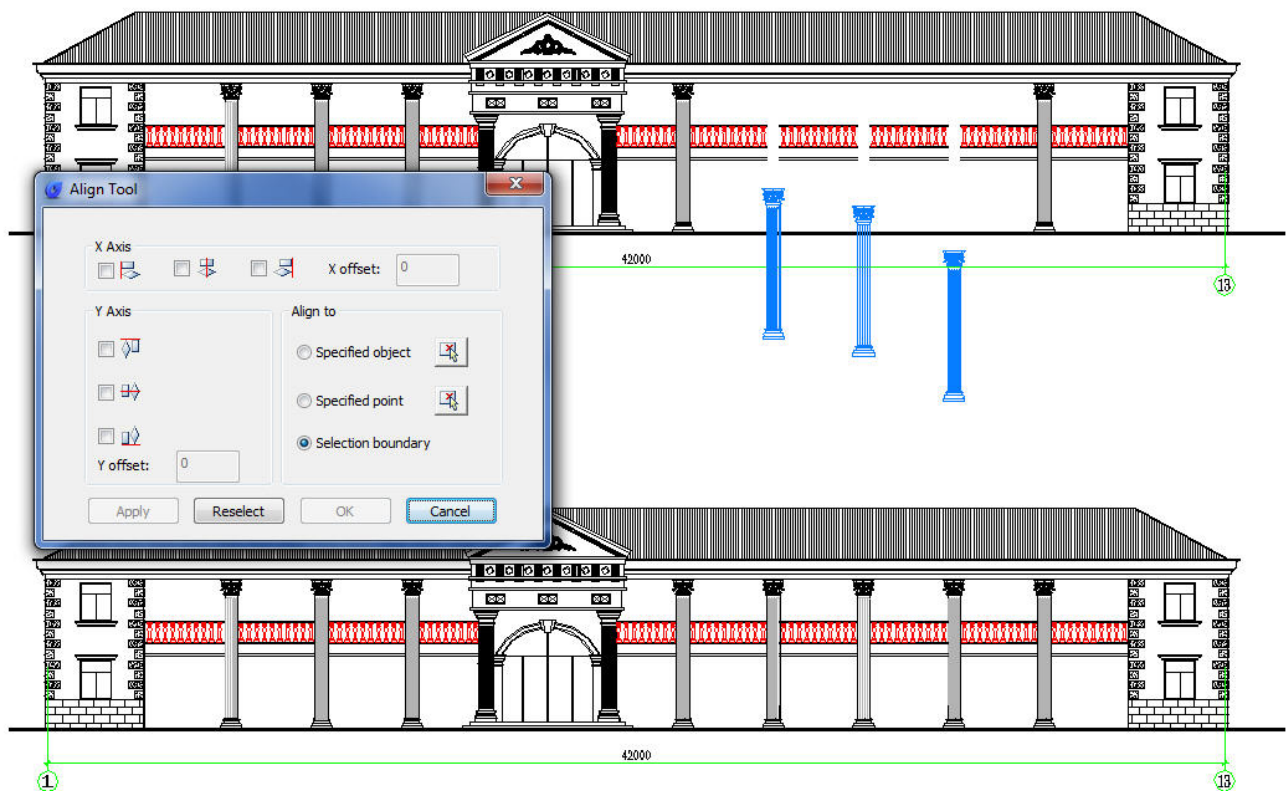 Align Tool
X Axis
X offset: 0
Y Axis
Align to
Specified object
Specified point
Selection boundary
Y offset: 0
Apply Reselect OK Cancel
42000
13
42000
1 13